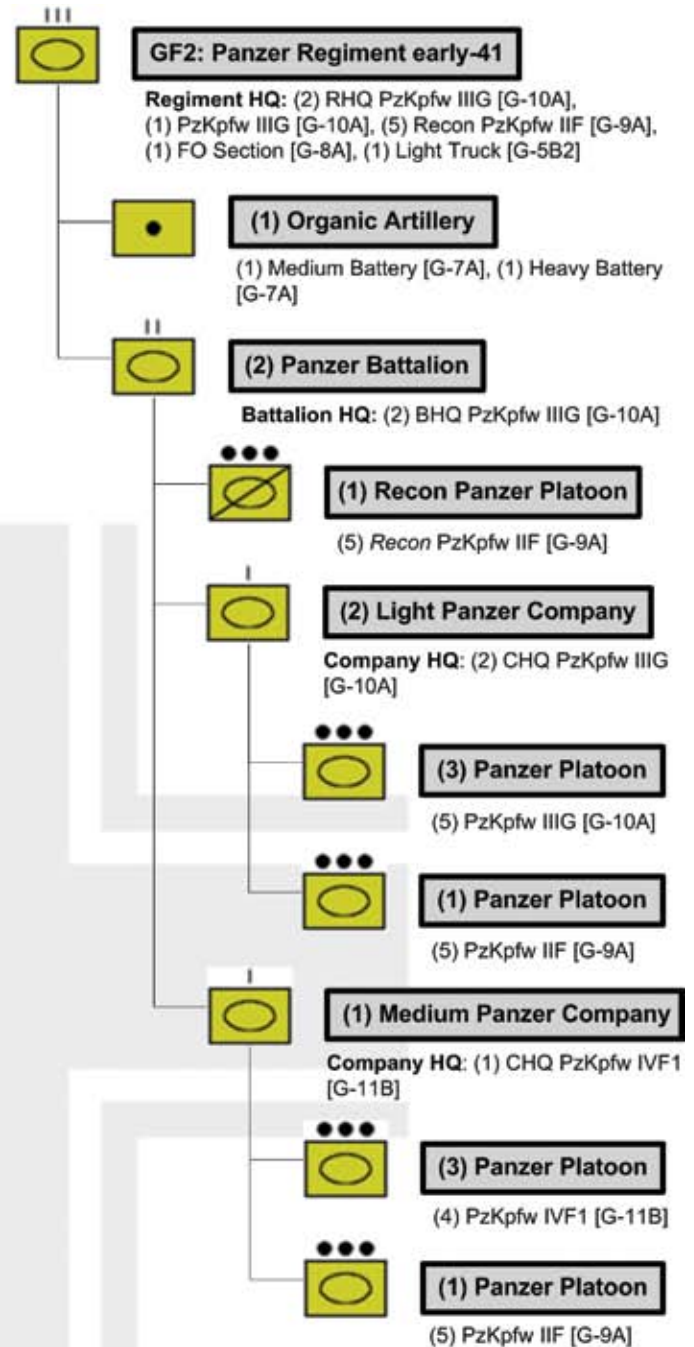 III
GF2: Panzer Regiment early-41
Regiment HQ: (2) RHQ PzKpfw IIIG [G-10A],
(1) PzKpfw IIIG [G-10A], (5) Recon PzKpfw IIF [G-9A],
(1) FO Section [G-8A], (1) Light Truck [G-5B2]
(1) Organic Artillery
(1) Medium Battery [G-7A], (1) Heavy Battery
[G-7A]
II
(2) Panzer Battalion
Battalion HQ: (2) BHQ PzKpfw IIIG [G-10A]
(1) Recon Panzer Platoon
(5) Recon PzKpfw IIF [G-9A]
I
(2) Light Panzer Company
Company HQ: (2) CHQ PzKpfw IIIG
[G-10A]
(3) Panzer Platoon
(5) PzKpfw IIIG [G-10A]
(1) Panzer Platoon
(5) PzKpfw IIF [G-9A]
I
(1) Medium Panzer Company
Company HQ: (1) CHQ PzKpfw IVF1
[G-11B]
(3) Panzer Platoon
(4) PzKpfw IVF1 [G-11B]
(1) Panzer Platoon
(5) PzKpfw IIF [G-9A]